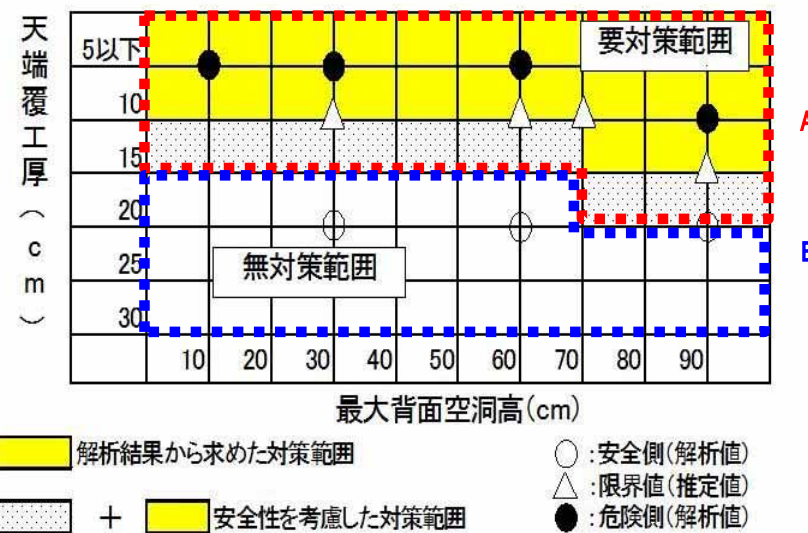 天端覆工厚(cm)
5以下
10
15
20
25
30
要対策範囲
無対策範囲
A
B
10 20 30 40 50 60 70 80 90
最大背面空洞高(cm)
解析結果から求めた対策範囲
+ 安全性を考慮した対策範囲
:安全側(解析値)
:限界値(推定値)
:危険側(解析値)